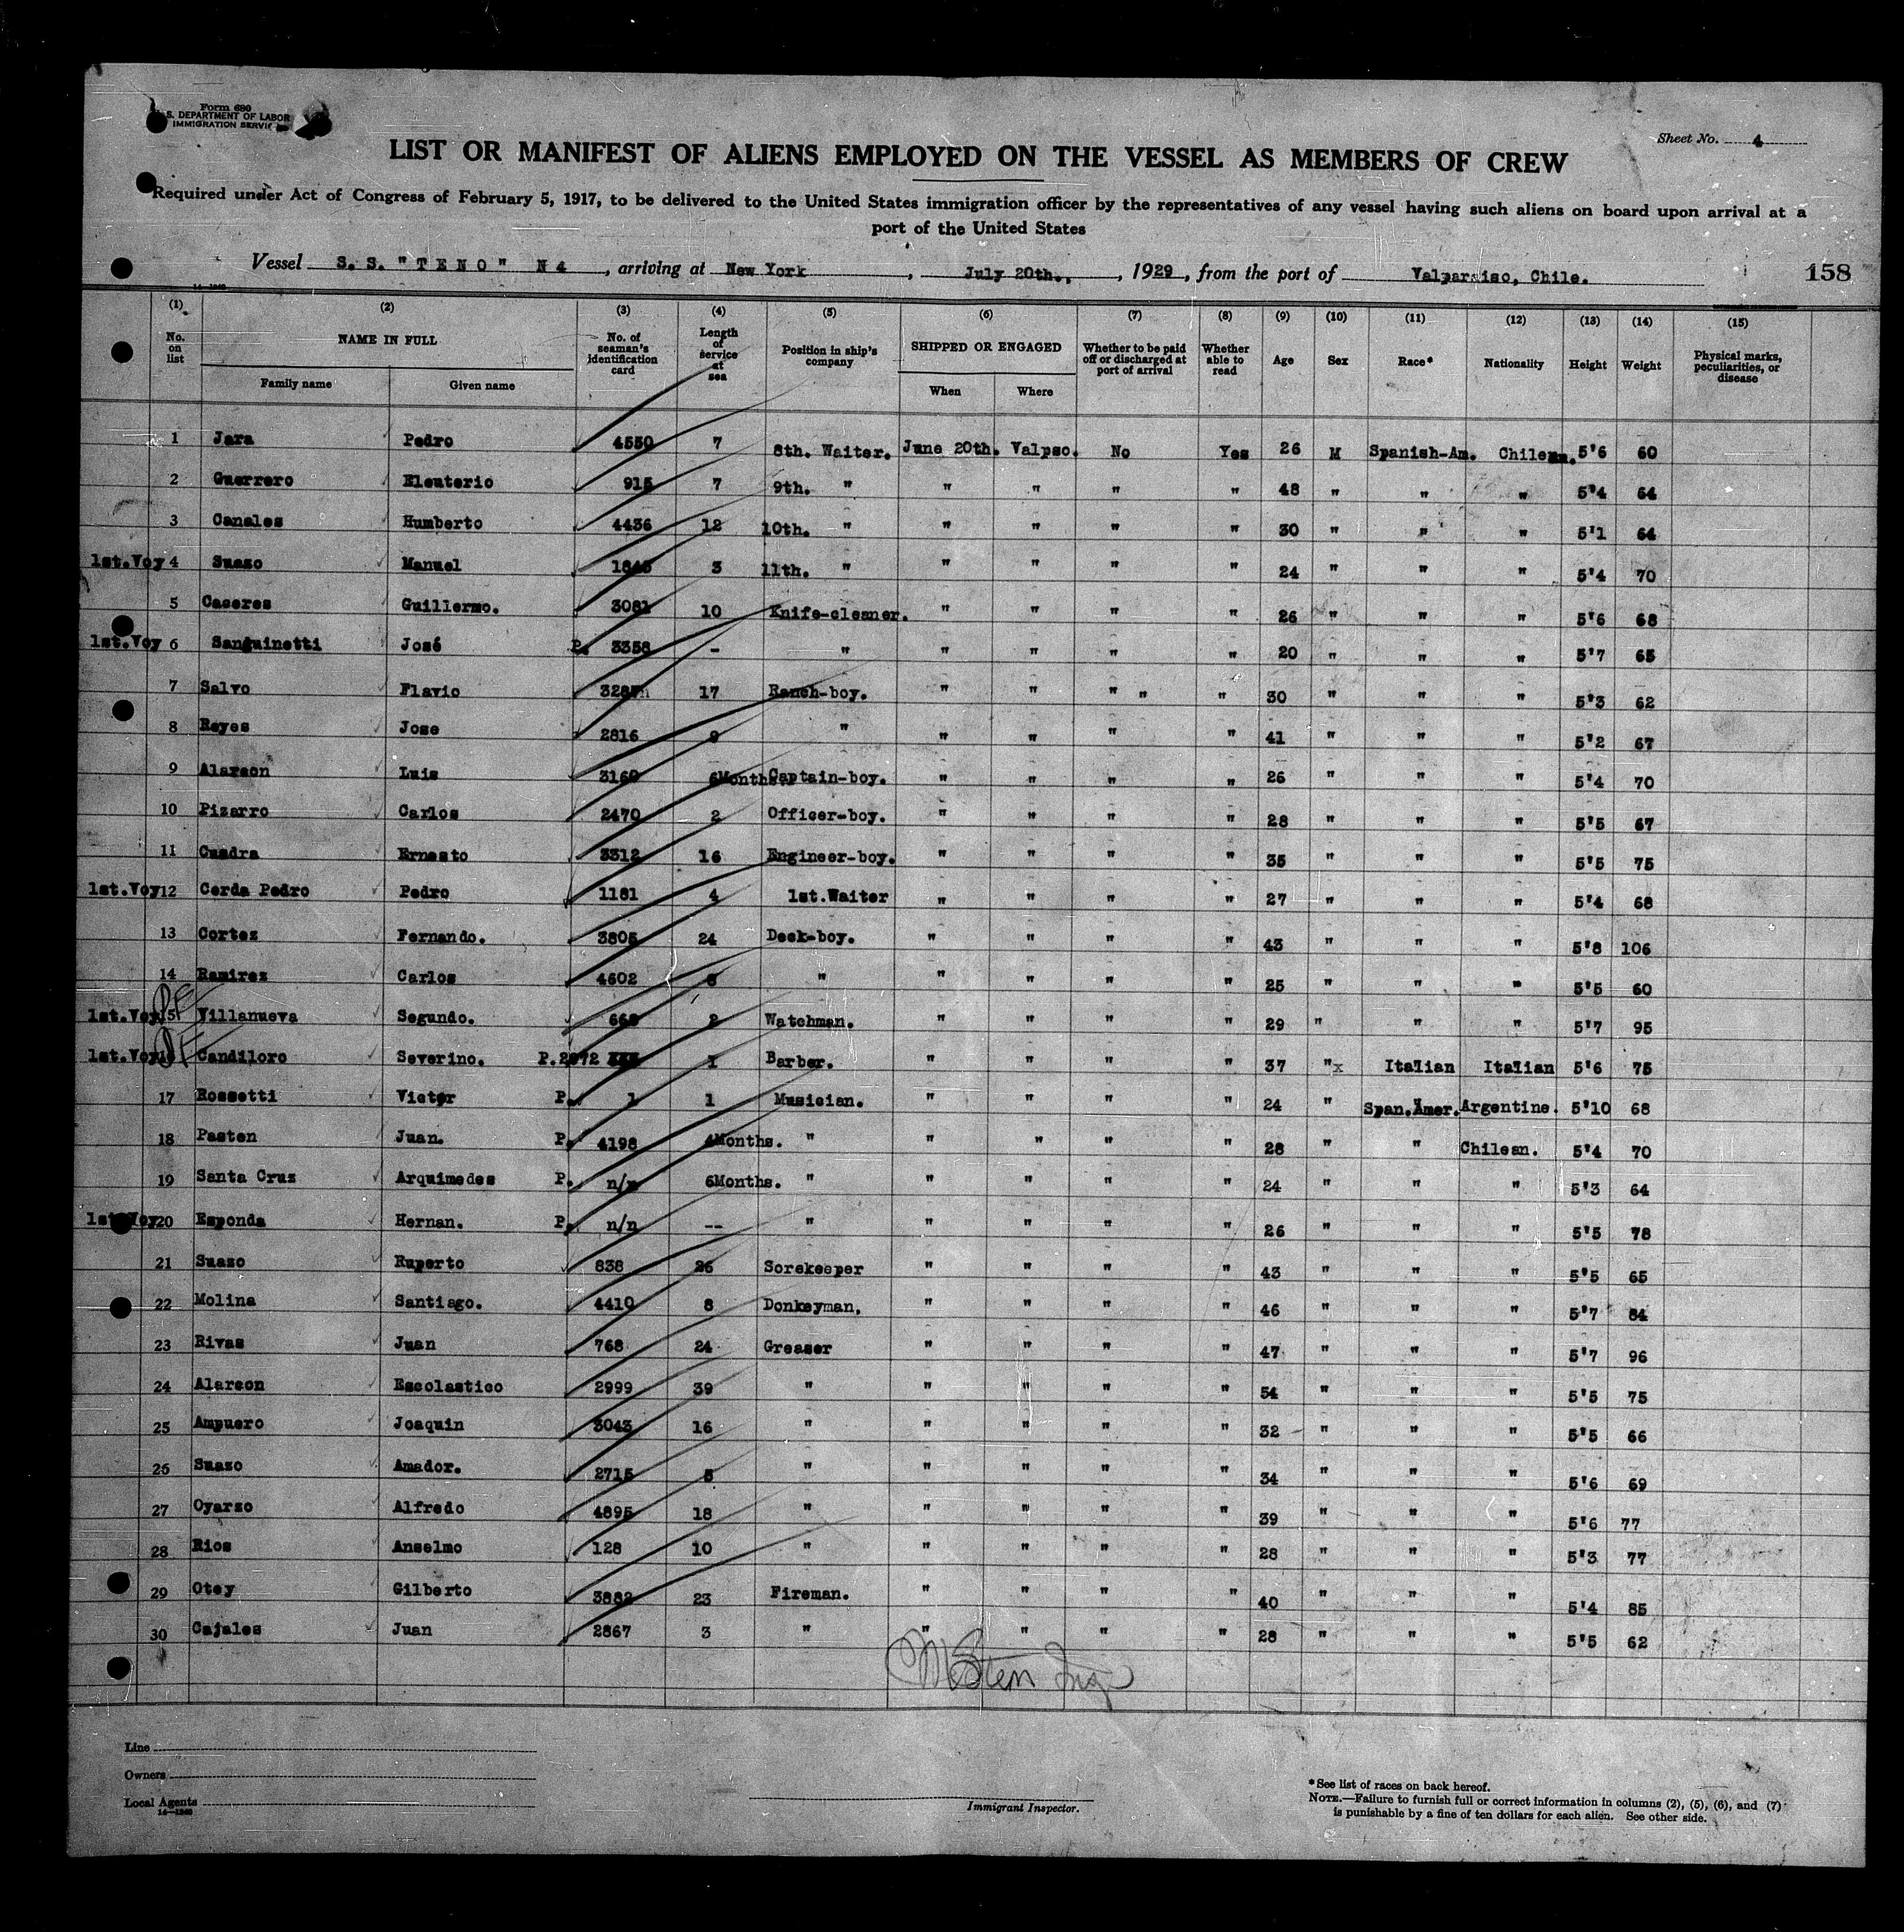 Form 680
S. DEPARTMENT OF LABOR
IMMIGRATION SERVICE
Sheet No. 4
LIST OR MANIFEST OF ALIENS EMPLOYED ON THE VESSEL AS MEMBERS OF CREW
Required under Act of Congress of February 5, 1917, to be delivered to the United States immigration officer by the representatives of any vessel having such aliens on board upon arrival at a
port of the United States
Vessel S. S. "TENO" N 4, arriving at New York, July 20th., 1929, from the port of Valparaiso, Chile. 158
(1) (2) (3) (4) (5) (6) (7) (8) (9) (10) (11) (12) (13) (14) (15)
No. on list NAME IN FULL Family name Given name No. of seaman's identification card Length of service at sea Position in ship's company SHIPPED OR ENGAGED When Where Whether to be paid off or discharged at port of arrival Whether able to read Age Sex Race* Nationality Height Weight Physical marks, peculiarities, or disease
1 Jara Pedro 4550 7 8th. Waiter. June 20th. Valpso. No Yes 26 M Spanish-Am. Chilean. 5'6 60
2 Guerrero Eleuterio 915 7 9th. " " " " " 48 " " " 5'4 64
3 Canales Humberto 4436 12 10th. " " " " " 30 " " " 5'1 64
1st.Voy 4 Suazo Manuel 3 11th. " " " " " 24 " " " 5'4 70
5 Caseres Guillermo. 3081 10 Knife-cleaner. " " " " 26 " " " 5'6 68
1st.Voy 6 Sanguinetti José P. 3358 - " " " " " 20 " " " 5'7 65
7 Salvo Flavio 17 Ranch-boy. " " " " " 30 " " " 5'3 62
8 Reyes Jose 2816 9 " " " " " 41 " " " 5'2 67
9 Alarcon Luis 3160 6Months Captain-boy. " " " " 26 " " " 5'4 70
10 Pizarro Carlos 2470 2 Officer-boy. " " " " 28 " " " 5'5 67
11 Cuadra Ernesto 3312 16 Engineer-boy. " " " " 35 " " " 5'5 75
1st.Voy 12 Cerda Pedro Pedro 1181 4 1st.Waiter " " " " 27 " " " 5'4 68
13 Cortez Fernando. 3805 24 Deck-boy. " " " " 43 " " " 5'8 106
14 Ramirez Carlos 4602 " " " " " 25 " " " 5'5 60
1st.Voy 15 Villanueva Segundo. 2 Watchman. " " " " 29 " " " 5'7 95
1st.Voy 16 Candiloro Severino. P.2972 XXX 1 Barber. " " " " 37 "x Italian Italian 5'6 75
17 Rossetti Victor P. 1 1 Musician. " " " " 24 " Span.Amer. Argentine. 5'10 68
18 Pasten Juan. P. 4198 4Months. " " " " " 28 " " Chilean. 5'4 70
19 Santa Cruz Arquimedes P. n/n 6Months. " " " " " 24 " " " 5'3 64
1st.Voy 20 Esponda Hernan. P. n/n -- " " " " " 26 " " " 5'5 78
21 Suazo Ruperto 838 26 Sorekeeper " " " " 43 " " " 5'5 65
22 Molina Santiago. 4410 8 Donkeyman, " " " " 46 " " " 5'7 84
23 Rivas Juan 768 24 Greaser " " " " 47 " " " 5'7 96
24 Alarcon Escolastico 2999 39 " " " " " 54 " " " 5'5 75
25 Ampuero Joaquin 3043 16 " " " " " 32 " " " 5'5 66
26 Suazo Amador. 2715 " " " " " 34 " " " 5'6 69
27 Oyarzo Alfredo 4895 18 " " " " " 39 " " " 5'6 77
28 Rios Anselmo 128 10 " " " " " 28 " " " 5'3 77
29 Otey Gilberto 3882 23 Fireman. " " " " 40 " " " 5'4 85
30 Cajales Juan 2867 3 " " " " " 28 " " " 5'5 62
Line
Owners
Local Agents
14—1240
Immigrant Inspector.
*See list of races on back hereof.
NOTE.—Failure to furnish full or correct information in columns (2), (5), (6), and (7)
is punishable by a fine of ten dollars for each alien. See other side.